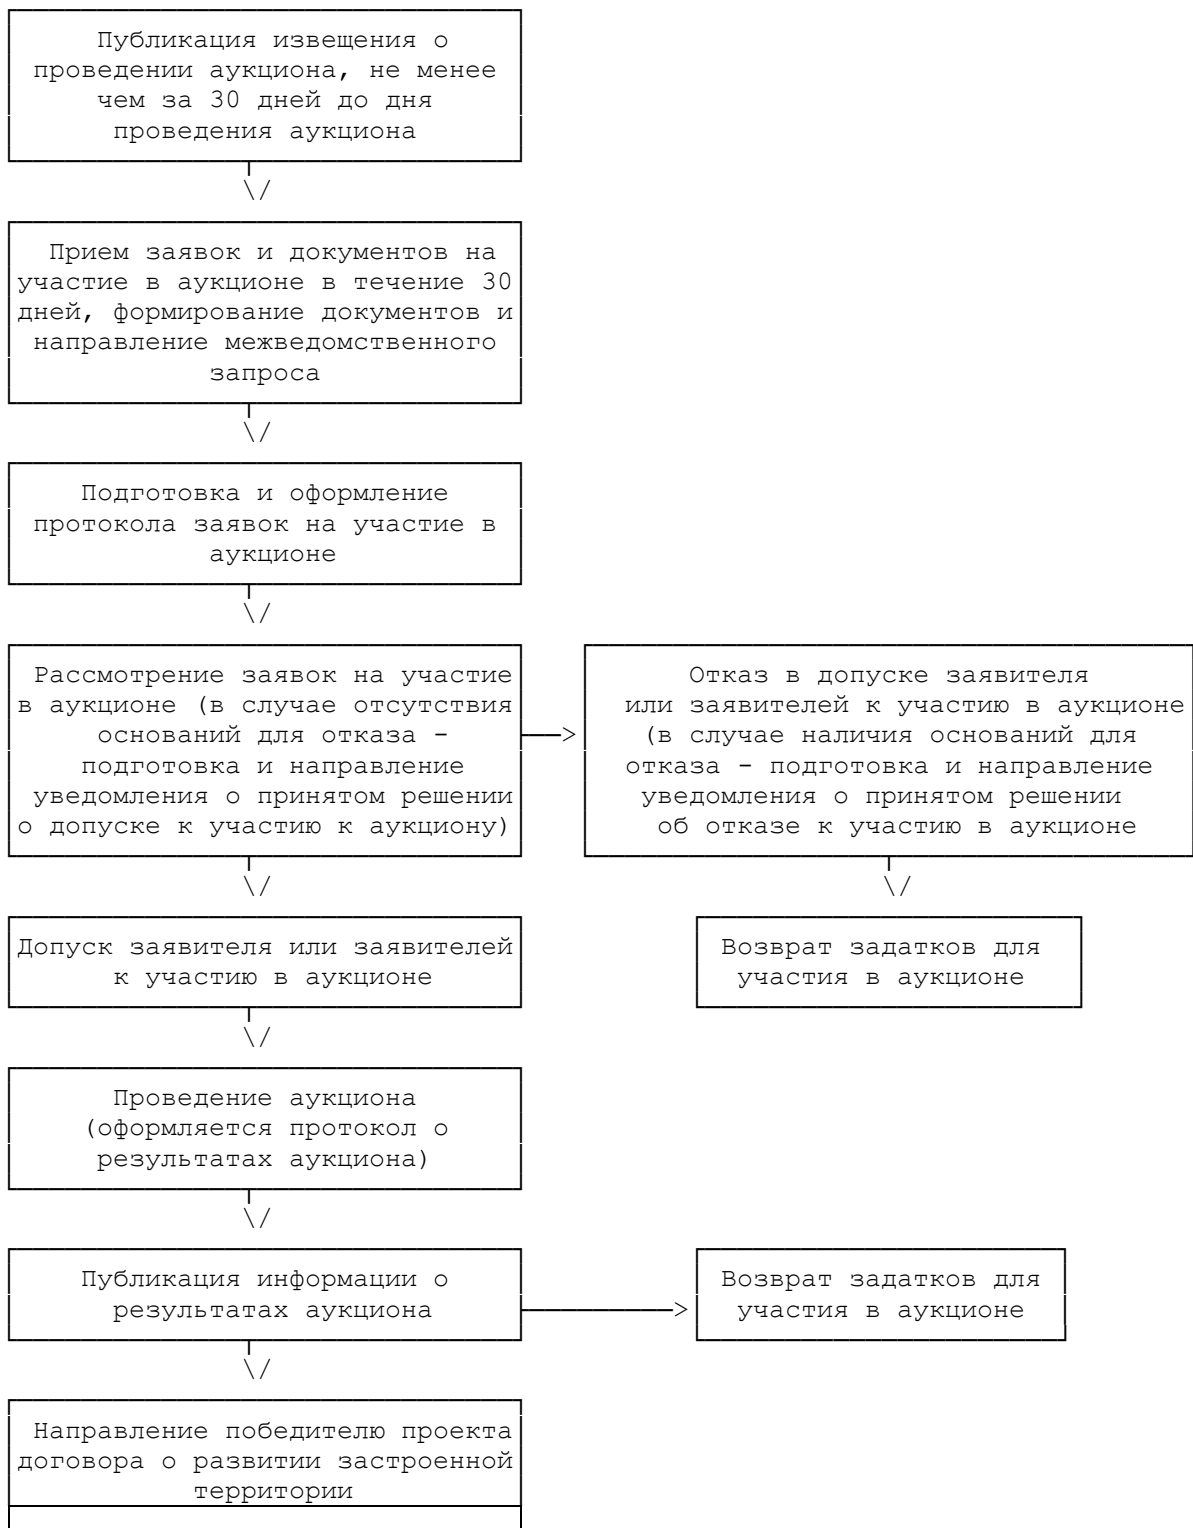 Публикация извещения о
проведении аукциона, не менее
чем за 30 дней до дня
проведения аукциона
\/
Прием заявок и документов на
участие в аукционе в течение 30
дней, формирование документов и
направление межведомственного
запроса
\/
Подготовка и оформление
протокола заявок на участие в
аукционе
\/
Рассмотрение заявок на участие
в аукционе (в случае отсутствия
оснований для отказа -
подготовка и направление
уведомления о принятом решении
о допуске к участию к аукциону)
>
Отказ в допуске заявителя
или заявителей к участию в аукционе
(в случае наличия оснований для
отказа - подготовка и направление
уведомления о принятом решении
об отказе к участию в аукционе
\/
\/
Допуск заявителя или заявителей
к участию в аукционе
Возврат задатков для
участия в аукционе
\/
Проведение аукциона
(оформляется протокол о
результатах аукциона)
\/
Публикация информации о
результатах аукциона
>
Возврат задатков для
участия в аукционе
\/
Направление победителю проекта
договора о развитии застроенной
территории